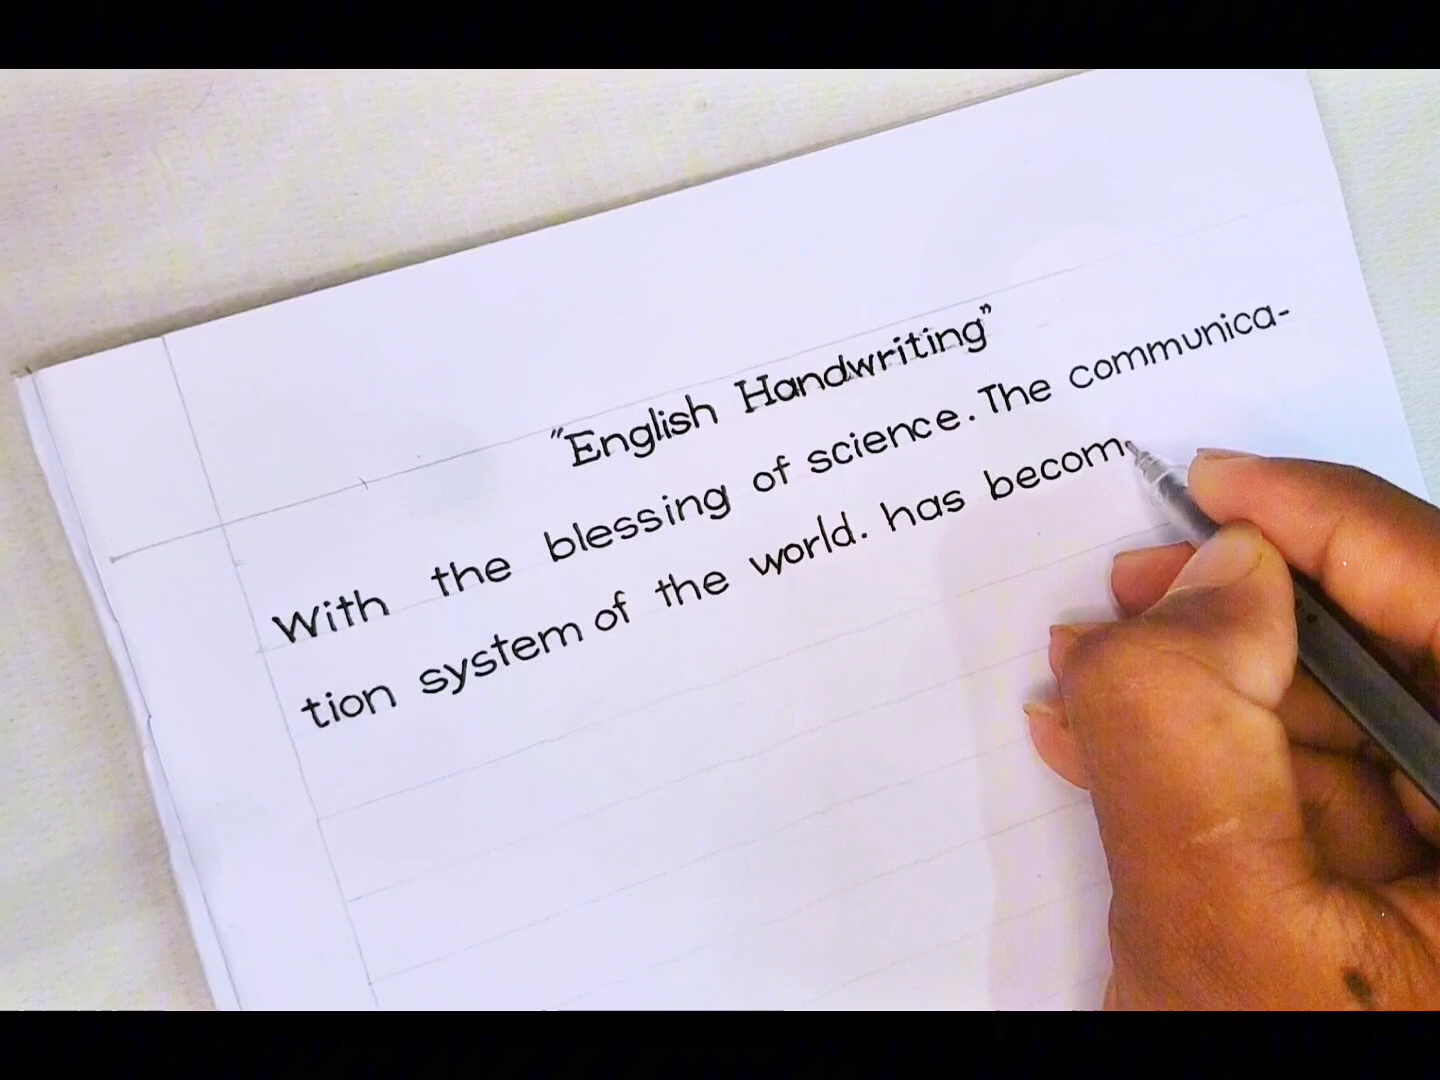 "English Handwriting"
With the blessing of science. The communica-
tion system of the world. has becom